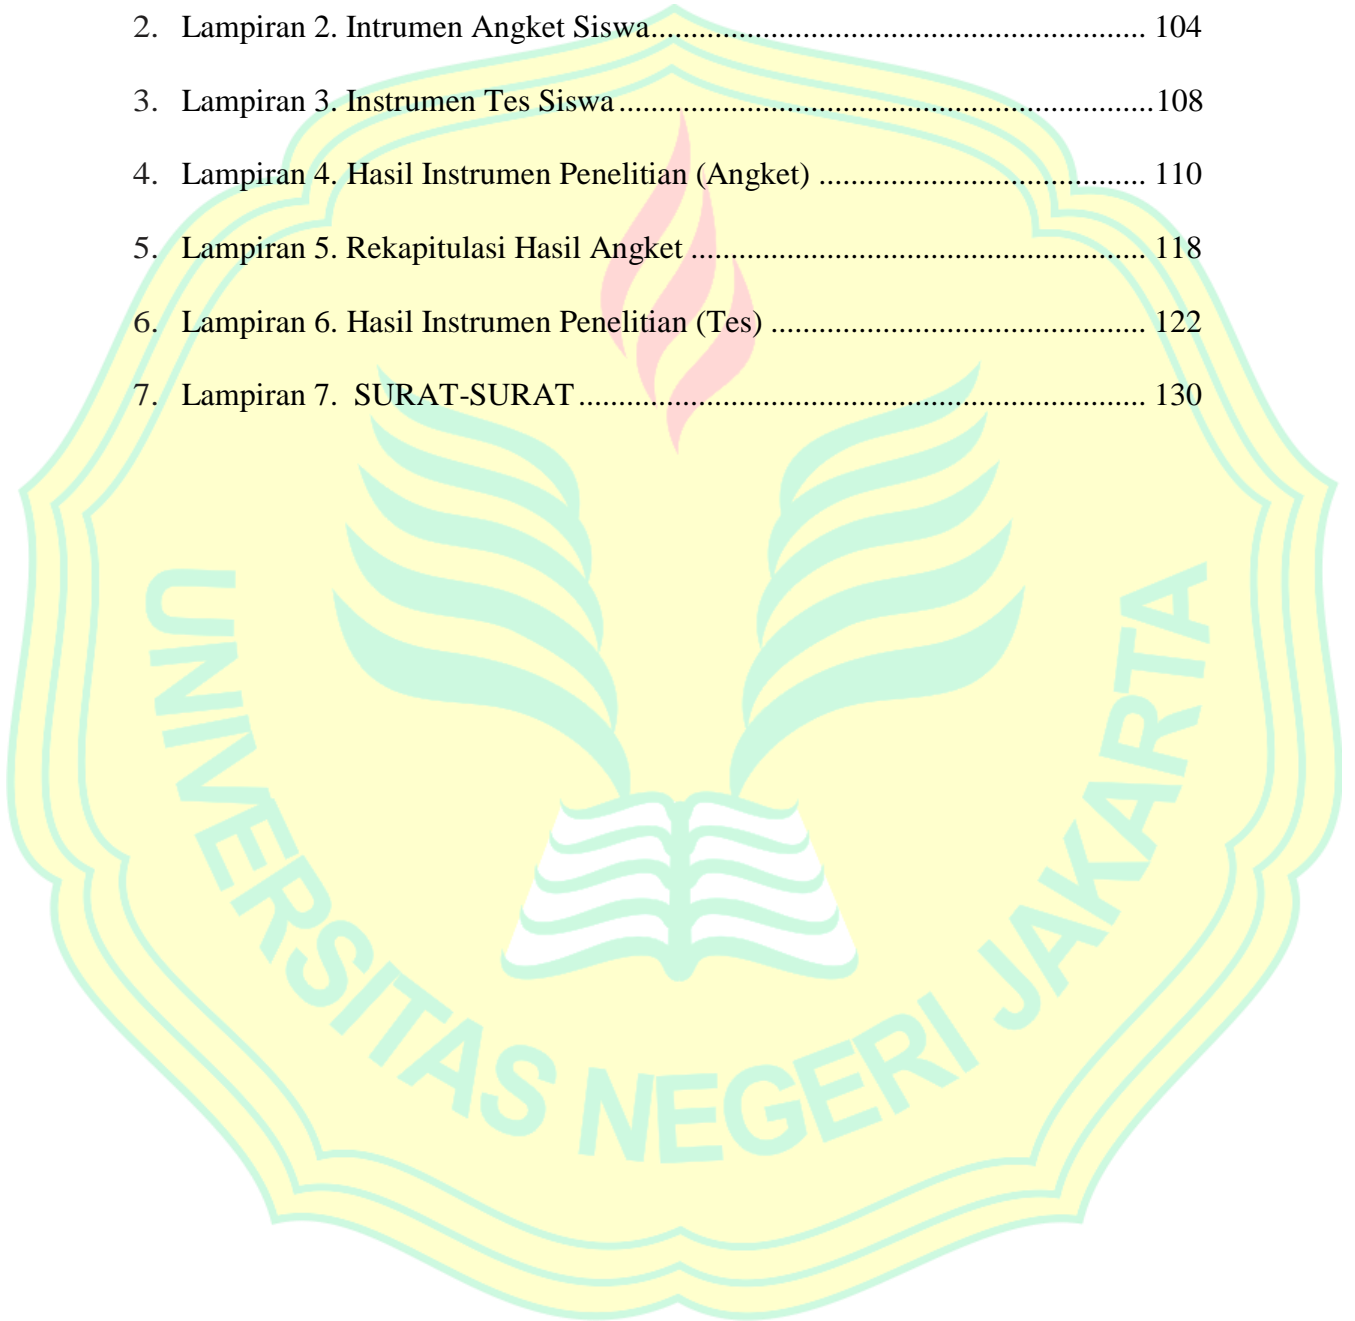 2. Lampiran 2. Intrumen Angket Siswa.............................................................. 104
3. Lampiran 3. Instrumen Tes Siswa...................................................................108
4. Lampiran 4. Hasil Instrumen Penelitian (Angket) ......................................... 110
5. Lampiran 5. Rekapitulasi Hasil Angket ......................................................... 118
6. Lampiran 6. Hasil Instrumen Penelitian (Tes) ............................................... 122
7. Lampiran 7. SURAT-SURAT....................................................................... 130
UNIVERSITAS NEGERI JAKARTA